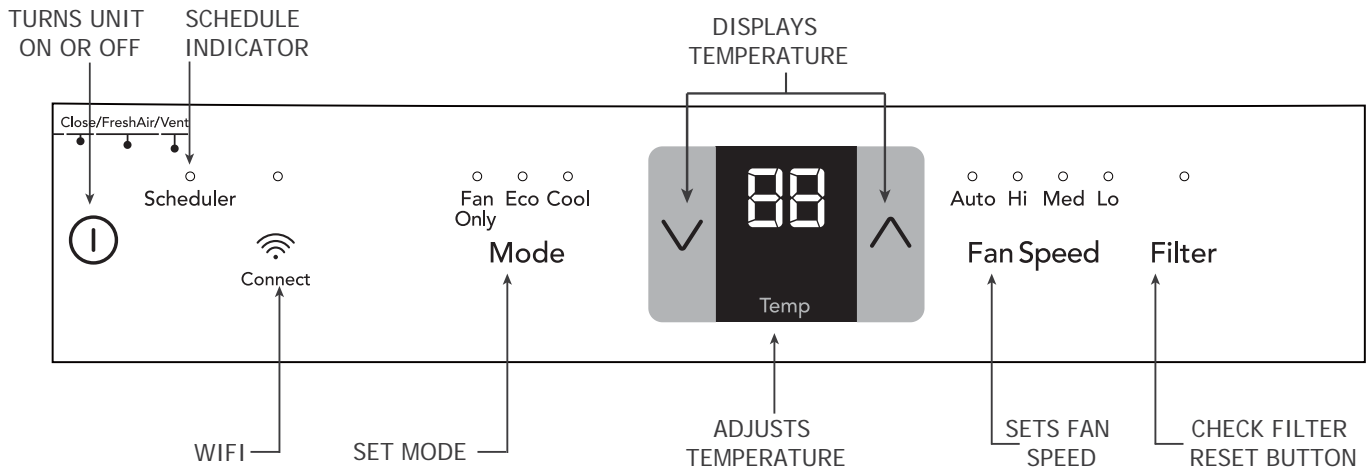 TURNS UNIT
ON OR OFF
SCHEDULE
INDICATOR
DISPLAYS
TEMPERATURE
Close/FreshAir/Vent
Scheduler
Connect
Fan
Only
Eco
Cool
Mode
88
Temp
Auto
Hi
Med
Lo
Fan Speed
Filter
WIFI
SET MODE
ADJUSTS
TEMPERATURE
SETS FAN
SPEED
CHECK FILTER
RESET BUTTON